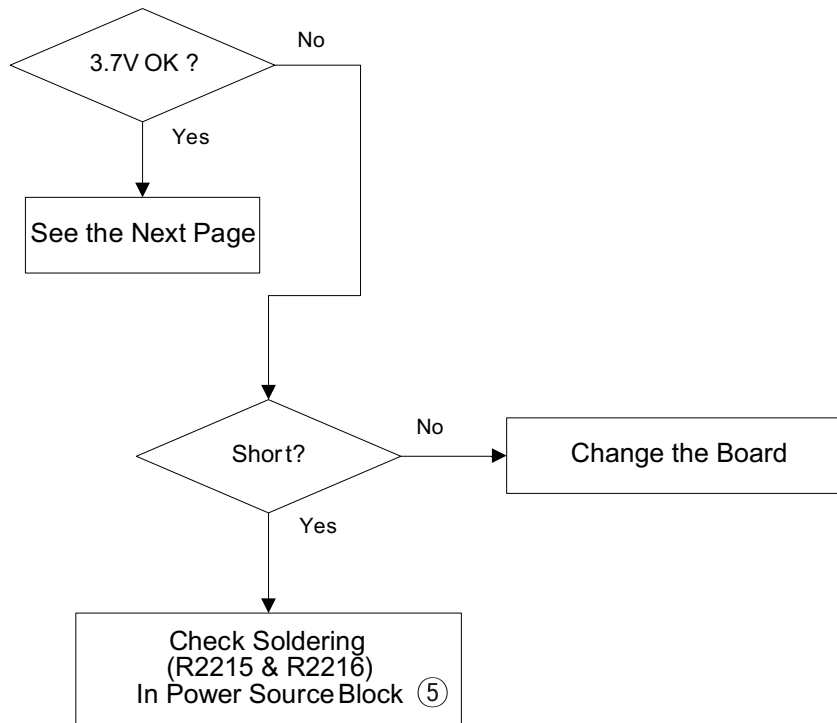 3.7V OK ?
No
Yes
See the Next Page
Short?
No
Change the Board
Yes
Check Soldering
(R2215 & R2216)
In Power Source Block ⑤